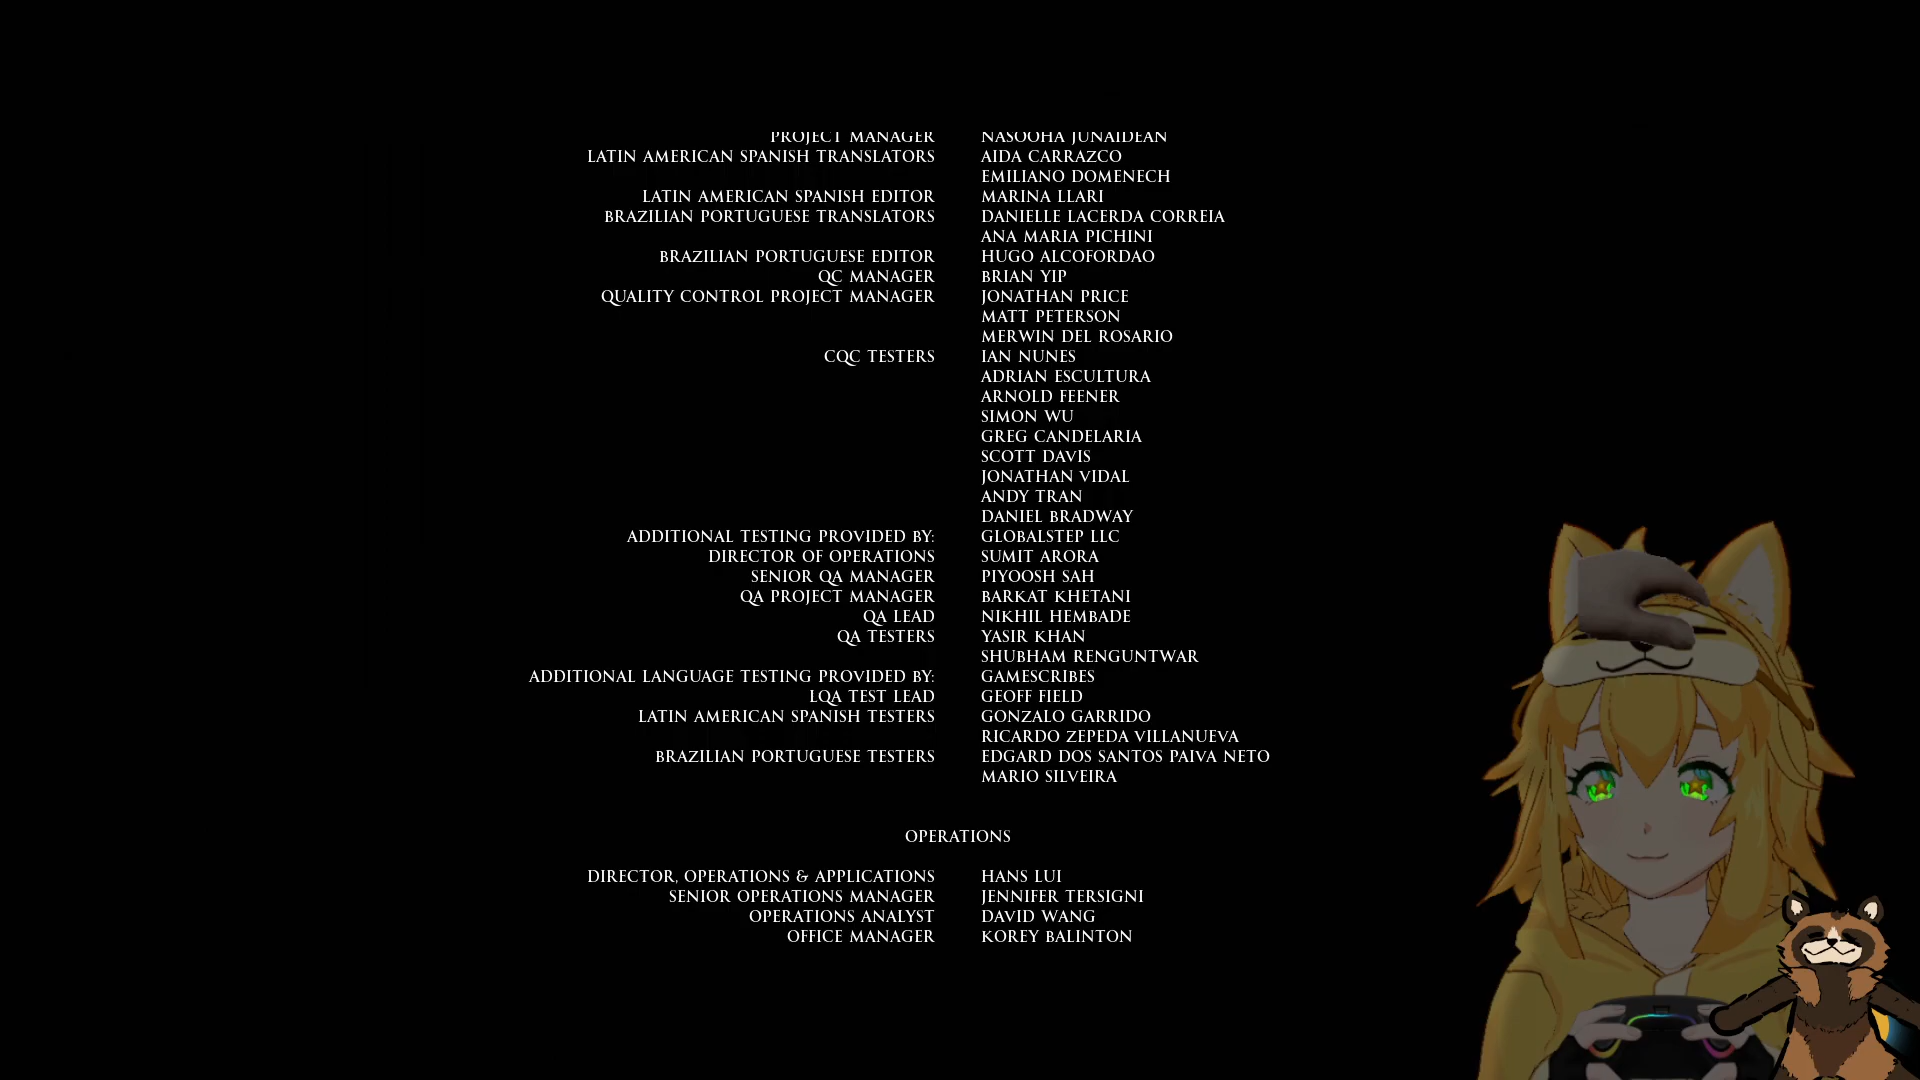 PROJECT MANAGER NASOOHA JUNAIDEAN
LATIN AMERICAN SPANISH TRANSLATORS AIDA CARRAZCO
EMILIANO DOMENECH
LATIN AMERICAN SPANISH EDITOR MARINA LLARI
BRAZILIAN PORTUGUESE TRANSLATORS DANIELLE LACERDA CORREIA
ANA MARIA PICHINI
BRAZILIAN PORTUGUESE EDITOR HUGO ALCOFORDAO
QC MANAGER BRIAN YIP
QUALITY CONTROL PROJECT MANAGER JONATHAN PRICE
MATT PETERSON
MERWIN DEL ROSARIO
CQC TESTERS IAN NUNES
ADRIAN ESCULTURA
ARNOLD FEENER
SIMON WU
GREG CANDELARIA
SCOTT DAVIS
JONATHAN VIDAL
ANDY TRAN
DANIEL BRADWAY
ADDITIONAL TESTING PROVIDED BY: GLOBALSTEP LLC
DIRECTOR OF OPERATIONS SUMIT ARORA
SENIOR QA MANAGER PIYOOSH SAH
QA PROJECT MANAGER BARKAT KHETANI
QA LEAD NIKHIL HEMBADE
QA TESTERS YASIR KHAN
SHUBHAM RENGUNTWAR
ADDITIONAL LANGUAGE TESTING PROVIDED BY: GAMESCRIBES
LQA TEST LEAD GEOFF FIELD
LATIN AMERICAN SPANISH TESTERS GONZALO GARRIDO
RICARDO ZEPEDA VILLANUEVA
BRAZILIAN PORTUGUESE TESTERS EDGARD DOS SANTOS PAIVA NETO
MARIO SILVEIRA
OPERATIONS
DIRECTOR, OPERATIONS & APPLICATIONS HANS LUI
SENIOR OPERATIONS MANAGER JENNIFER TERSIGNI
OPERATIONS ANALYST DAVID WANG
OFFICE MANAGER KOREY BALINTON